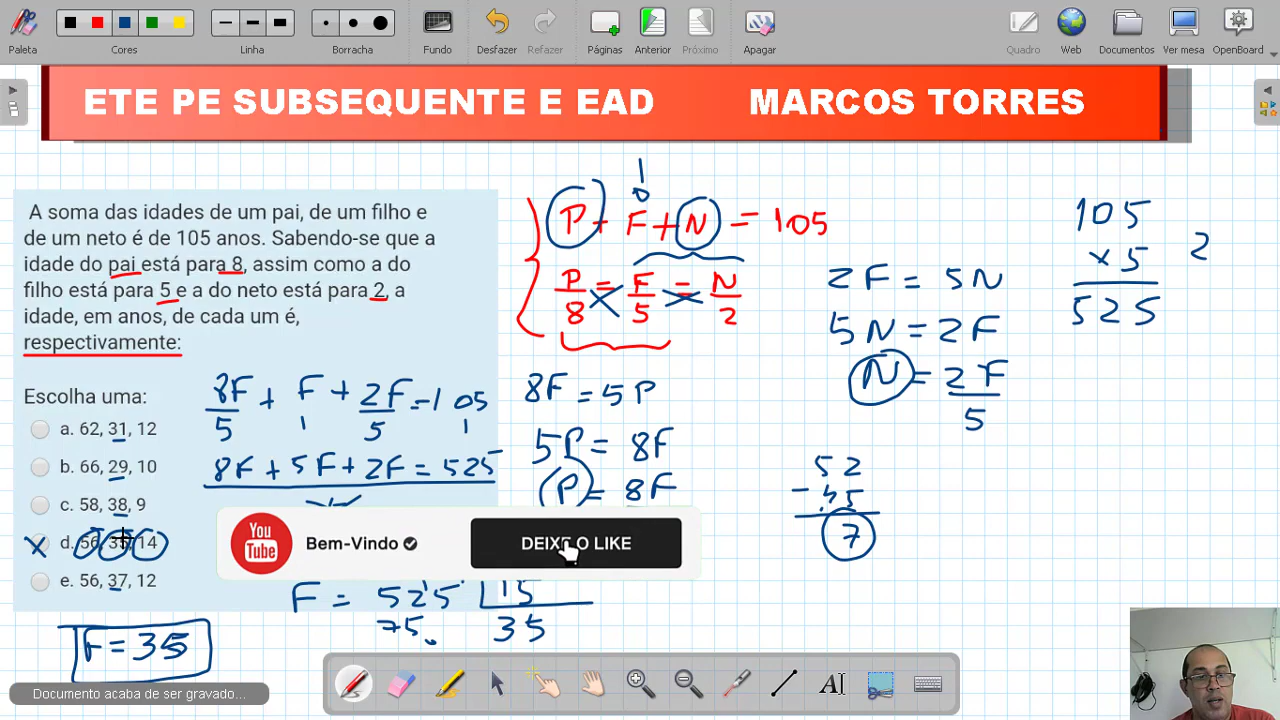 Paleta
Cores
Linha
Borracha
Fundo
Desfazer
Refazer
Páginas
Anterior
Próximo
Apagar
Quadro
Web
Documentos
Ver mesa
OpenBoard
ETE PE SUBSEQUENTE E EAD MARCOS TORRES
A soma das idades de um pai, de um filho e
de um neto é de 105 anos. Sabendo-se que a
idade do pai está para 8, assim como a do
filho está para 5 e a do neto está para 2, a
idade, em anos, de cada um é,
respectivamente:
Escolha uma:
a. 62, 31, 12
b. 66, 29, 10
c. 58, 38, 9
x d. 56, 35, 14
e. 56, 37, 12
8F/5 + F/1 + 2F/5 = 105/1
8F + 5F + 2F = 525
F = 525 15
75 35
F = 35
10
P + F + N = 105
P/8 = F/5 = N/2
8F = 5P
5P = 8F
P = 8F
2F = 5N
5N = 2F
N = 2F
5
105
x 5 2
525
52
- 45
7
You
Tube
Bem-Vindo
DEIXE O LIKE
Documento acaba de ser gravado...